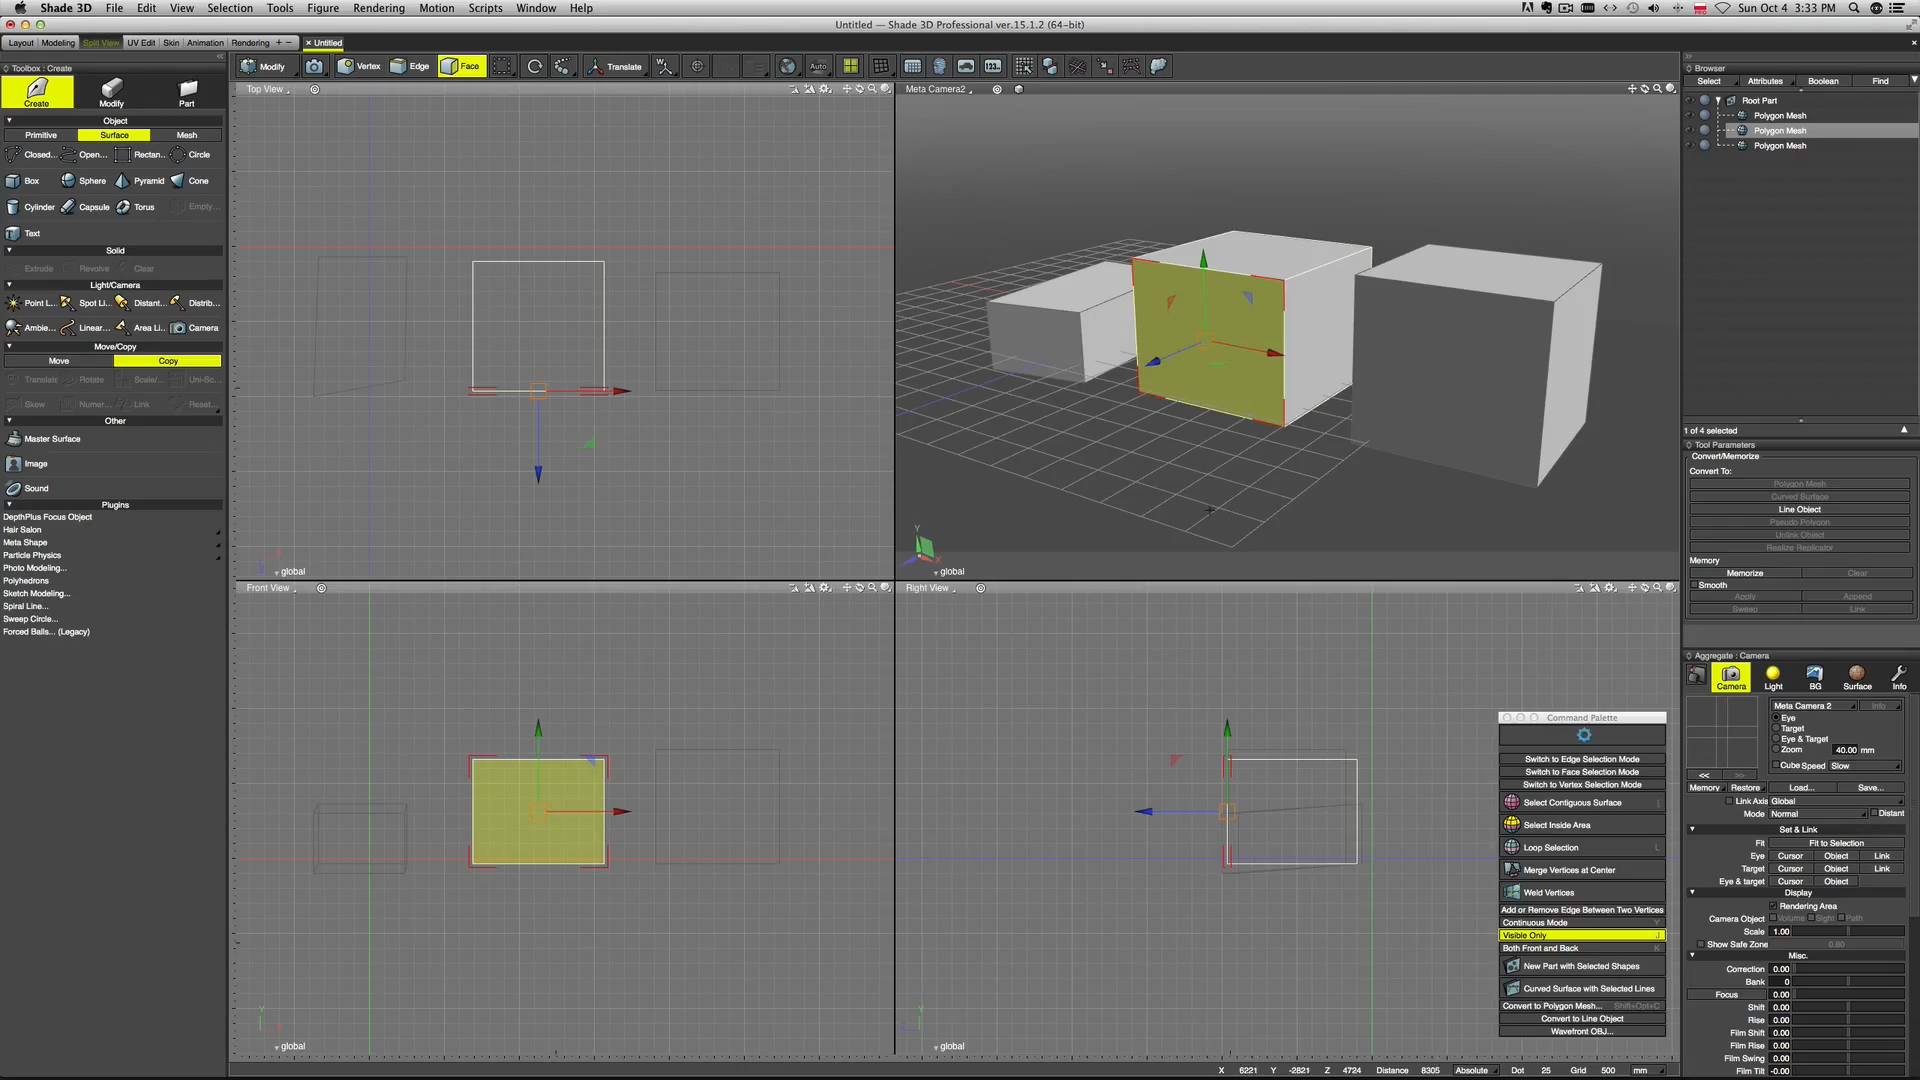 Shade 3D File Edit View Selection Tools Figure Rendering Motion Scripts Window Help Sun Oct 4 3:33 PM
Untitled — Shade 3D Professional ver.15.1.2 (64-bit)
Layout Modeling Split View UV Edit Skin Animation Rendering + − × Untitled
Toolbox : Create
Modify Vertex Edge Face Translate Auto 123..
Create Modify Part
Object
Primitive Surface Mesh
Closed... Open... Rectan... Circle
Box Sphere Pyramid Cone
Cylinder Capsule Torus Empty...
Text
Solid
Extrude Revolve Clear
Light/Camera
Point L... Spot Li... Distant... Distrib...
Ambie... Linear... Area Li... Camera
Move/Copy
Move Copy
Translate Rotate Scale/... Uni-Sc...
Skew Numer... Link Reset...
Other
Master Surface
Image
Sound
Plugins
DepthPlus Focus Object
Hair Salon
Meta Shape
Particle Physics
Photo Modeling...
Polyhedrons
Sketch Modeling...
Spiral Line...
Sweep Circle...
Forced Balls... (Legacy)
Top View
global
Meta Camera2
Y
X
global
Front View
Y
global
Right View
Y
global
Command Palette
Switch to Edge Selection Mode
Switch to Face Selection Mode
Switch to Vertex Selection Mode
Select Contiguous Surface
Select Inside Area
Loop Selection L
Merge Vertices at Center
Weld Vertices
Add or Remove Edge Between Two Vertices
Continuous Mode Y
Visible Only J
Both Front and Back K
New Part with Selected Shapes
Curved Surface with Selected Lines
Convert to Polygon Mesh... Shift+Opt+C
Convert to Line Object
Wavefront OBJ...
Browser
Select Attributes Boolean Find
Root Part
Polygon Mesh
Polygon Mesh
Polygon Mesh
1 of 4 selected
Tool Parameters
Convert/Memorize
Convert To:
Polygon Mesh
Curved Surface
Line Object
Pseudo Polygon
Unlink Object
Realize Replicator
Memory
Memorize Clear
Smooth
Apply Append
Sweep Link
Aggregate : Camera
Camera Light BG Surface Info
Meta Camera 2 Info
Eye
Target
Eye & Target
Zoom 40.00 mm
Cube Speed Slow
<< >>
Memory Restore Load... Save...
Link Axis Global
Mode Normal Distant
Set & Link
Fit Fit to Selection
Eye Cursor Object Link
Target Cursor Object Link
Eye & target Cursor Object
Display
Rendering Area
Camera Object Volume Sight Path
Scale 1.00
Show Safe Zone 0.80
Misc.
Correction 0.00
Bank 0
Focus 0.00
Shift 0.00
Rise 0.00
Film Shift 0.00
Film Rise 0.00
Film Swing 0.00
Film Tilt -0.00
X 6221 Y -2821 Z 4724 Distance 8305 Absolute Dot 25 Grid 500 mm